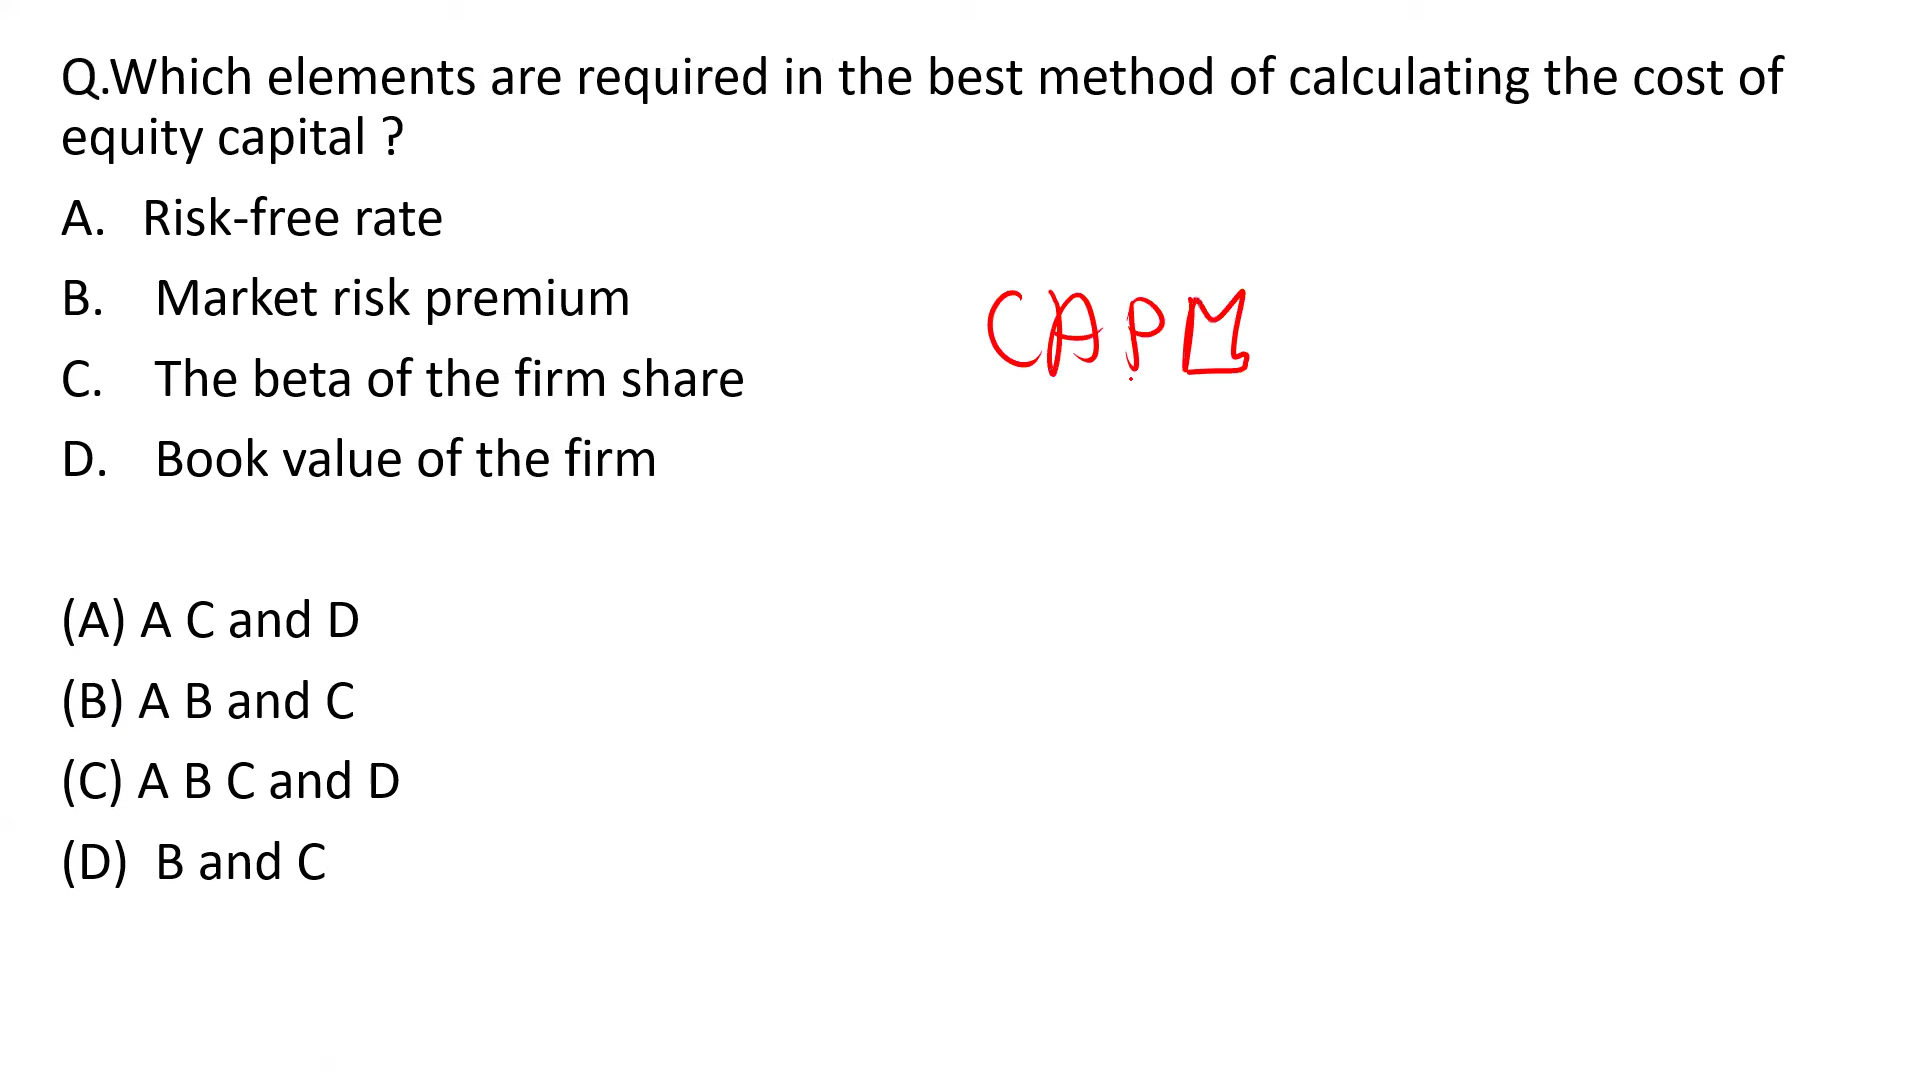 Q.Which elements are required in the best method of calculating the cost of
equity capital ?
A. Risk-free rate
B. Market risk premium
CAPM
C. The beta of the firm share
D. Book value of the firm
(A) A C and D
(B) A B and C
(C) A B C and D
(D) B and C